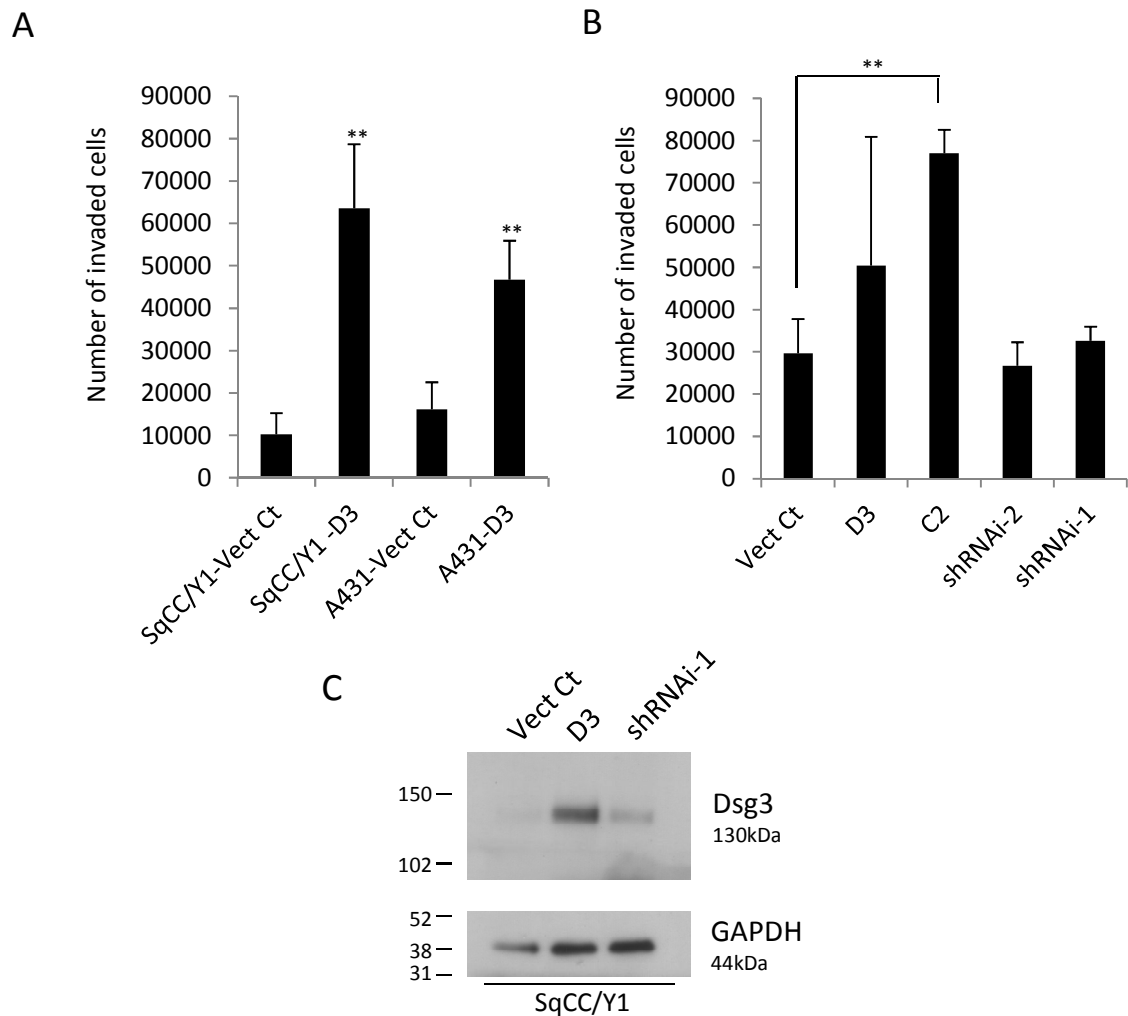 A
Number of invaded cells
90000
80000
70000
60000
50000
40000
30000
20000
10000
0
**
**
SqCC/Y1-Vect Ct
SqCC/Y1 -D3
A431-Vect Ct
A431-D3
B
Number of invaded cells
90000
80000
70000
60000
50000
40000
30000
20000
10000
0
**
Vect Ct
D3
C2
shRNAi-2
shRNAi-1
C
Vect Ct
D3
shRNAi-1
150
102
Dsg3
130kDa
52
38
31
GAPDH
44kDa
SqCC/Y1